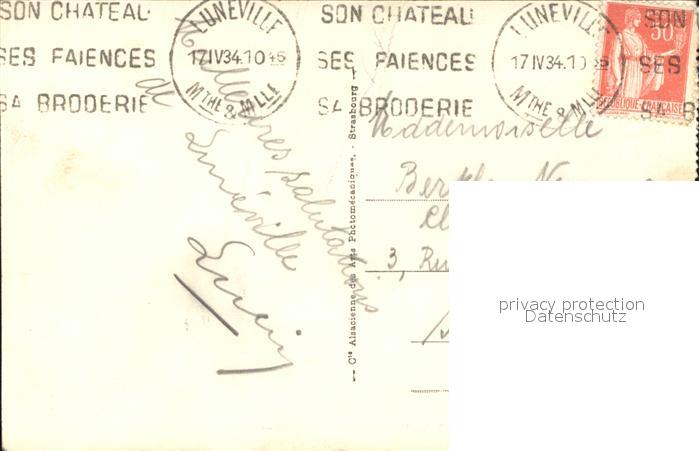 SON CHATEAU
SES FAIENCES
SA BRODERIE
LUNEVILLE
17 IV 34.10 45
MTHE & MLLE
SON CHATEAU
SES FAIENCES
SA BRODERIE
LUNEVILLE
17 IV 34.10 45
MTHE & MLLE
SON
SES
SA B
50
REPUBLIQUE FRANÇAISE
Meilleures salutations
de Lunéville
Cie Alsacienne des Arts Photomécaniques. - Strasbourg
Mademoiselle
3, Ru
privacy protection
Datenschutz